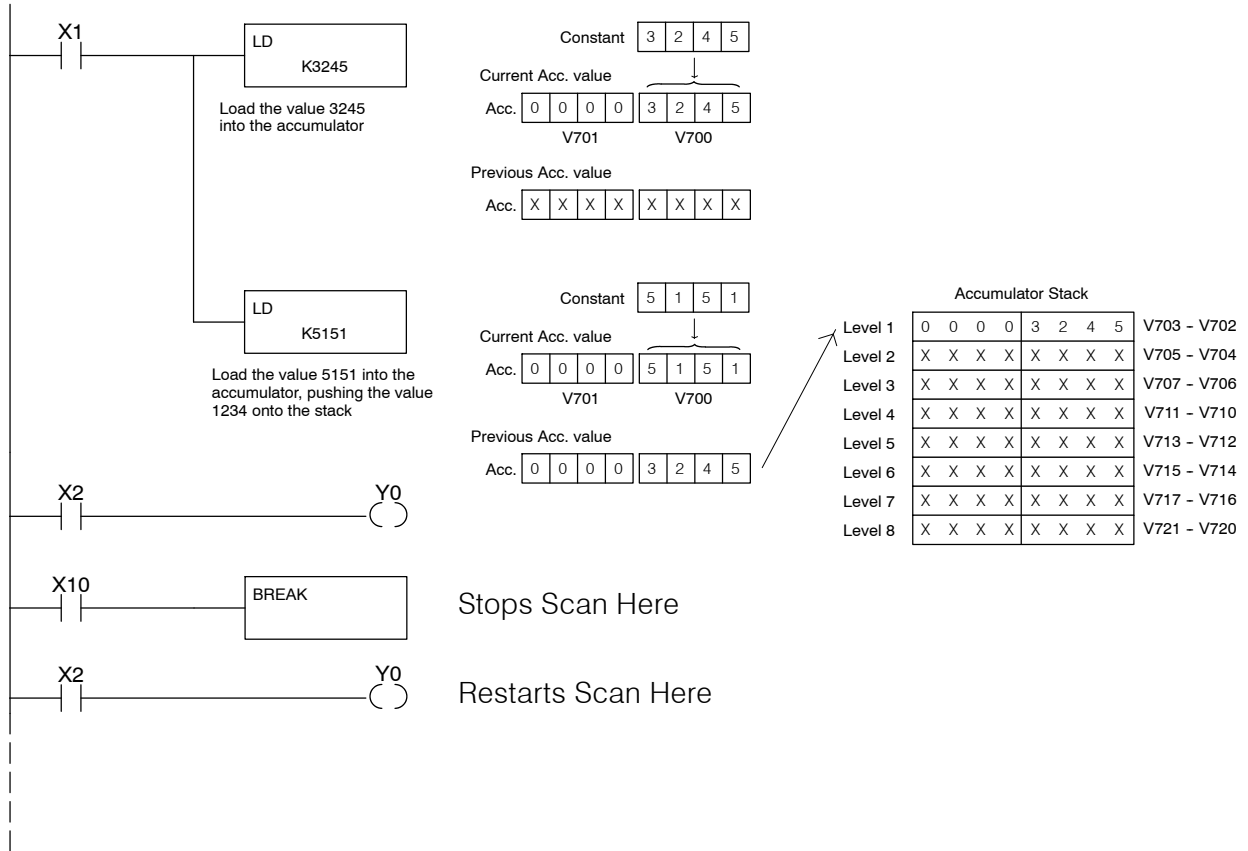 X1
LD
K3245
Load the value 3245
into the accumulator
Constant 3 2 4 5
Current Acc. value
Acc. 0 0 0 0 3 2 4 5
V701 V700
Previous Acc. value
Acc. X X X X X X X X
LD
K5151
Load the value 5151 into the
accumulator, pushing the value
1234 onto the stack
Constant 5 1 5 1
Current Acc. value
Acc. 0 0 0 0 5 1 5 1
V701 V700
Previous Acc. value
Acc. 0 0 0 0 3 2 4 5
Accumulator Stack
Level 1 0 0 0 0 3 2 4 5 V703 - V702
Level 2 X X X X X X X X V705 - V704
Level 3 X X X X X X X X V707 - V706
Level 4 X X X X X X X X V711 - V710
Level 5 X X X X X X X X V713 - V712
Level 6 X X X X X X X X V715 - V714
Level 7 X X X X X X X X V717 - V716
Level 8 X X X X X X X X V721 - V720
X2 Y0
X10
BREAK
Stops Scan Here
X2 Y0
Restarts Scan Here